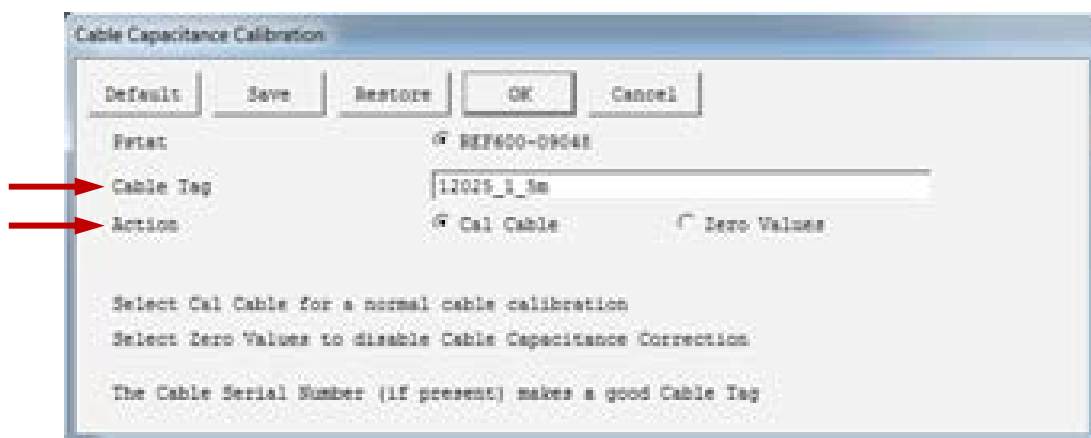 Cable Capacitance Calibration
Default Save Restore OK Cancel
Pstat REF600-09048
Cable Tag 12025_1_5m
Action Cal Cable Zero Values
Select Cal Cable for a normal cable calibration
Select Zero Values to disable Cable Capacitance Correction
The Cable Serial Number (if present) makes a good Cable Tag